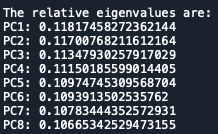 The relative eigenvalues are:
PC1: 0.11817458272362144
PC2: 0.11700768211612164
PC3: 0.11347930257917029
PC4: 0.11150185599014405
PC5: 0.10974745309568704
PC6: 0.1093913502535762
PC7: 0.10783444352572931
PC8: 0.10665342529473155